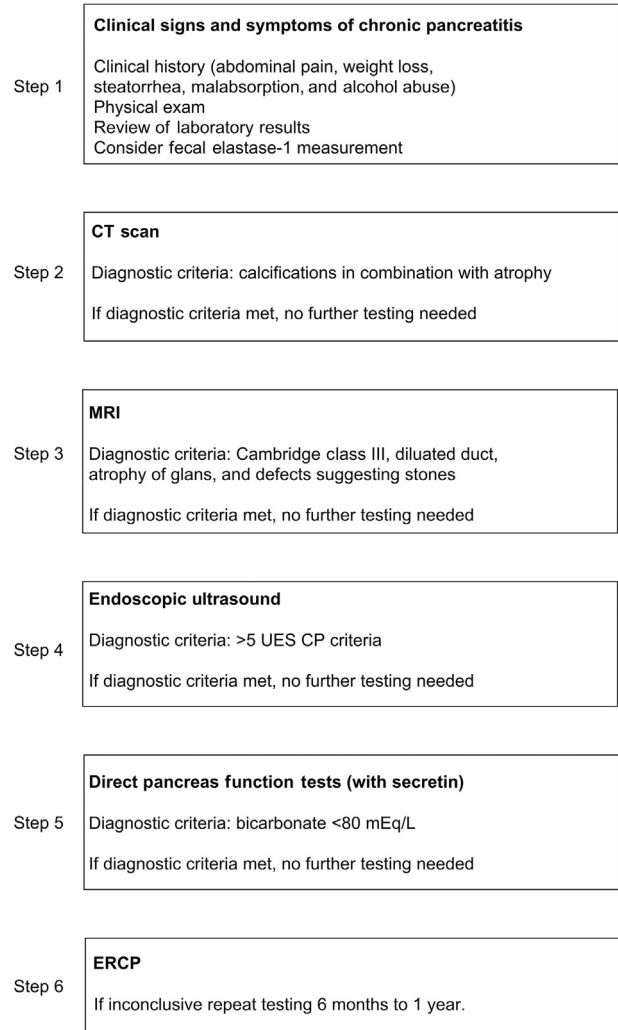 Clinical signs and symptoms of chronic pancreatitis
Step 1
Clinical history (abdominal pain, weight loss,
steatorrhea, malabsorption, and alcohol abuse)
Physical exam
Review of laboratory results
Consider fecal elastase-1 measurement
CT scan
Step 2
Diagnostic criteria: calcifications in combination with atrophy
If diagnostic criteria met, no further testing needed
MRI
Step 3
Diagnostic criteria: Cambridge class III, diluated duct,
atrophy of glans, and defects suggesting stones
If diagnostic criteria met, no further testing needed
Endoscopic ultrasound
Step 4
Diagnostic criteria: >5 UES CP criteria
If diagnostic criteria met, no further testing needed
Direct pancreas function tests (with secretin)
Step 5
Diagnostic criteria: bicarbonate <80 mEq/L
If diagnostic criteria met, no further testing needed
ERCP
Step 6
If inconclusive repeat testing 6 months to 1 year.